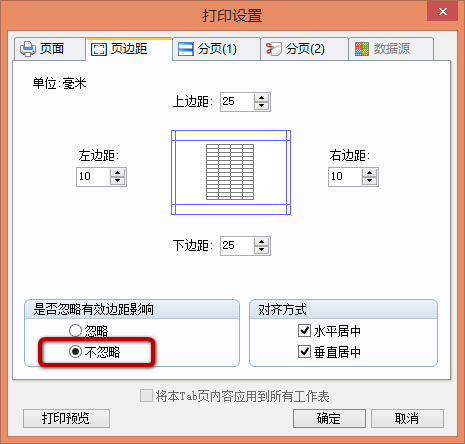 打印设置
页面 页边距 分页(1) 分页(2) 数据源
单位:毫米
上边距: 25
左边距: 右边距:
10 10
下边距: 25
是否忽略有效边距影响 对齐方式
忽略 水平居中
不忽略 垂直居中
将本Tab页内容应用到所有工作表
打印预览 确定 取消